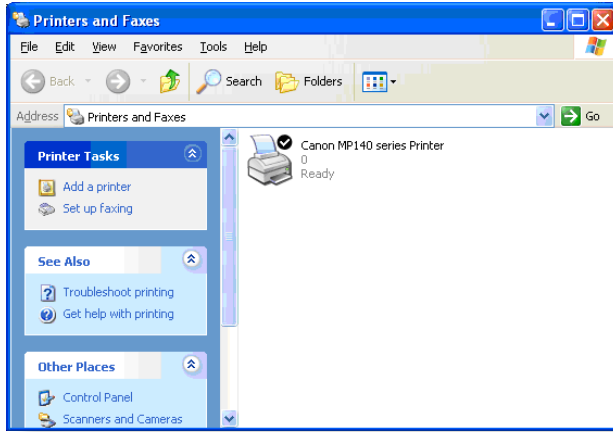 Printers and Faxes
File Edit View Favorites Tools Help
Back Search Folders
Address Printers and Faxes Go
Printer Tasks
Add a printer
Set up faxing
See Also
Troubleshoot printing
Get help with printing
Other Places
Control Panel
Scanners and Cameras
Canon MP140 series Printer
0
Ready